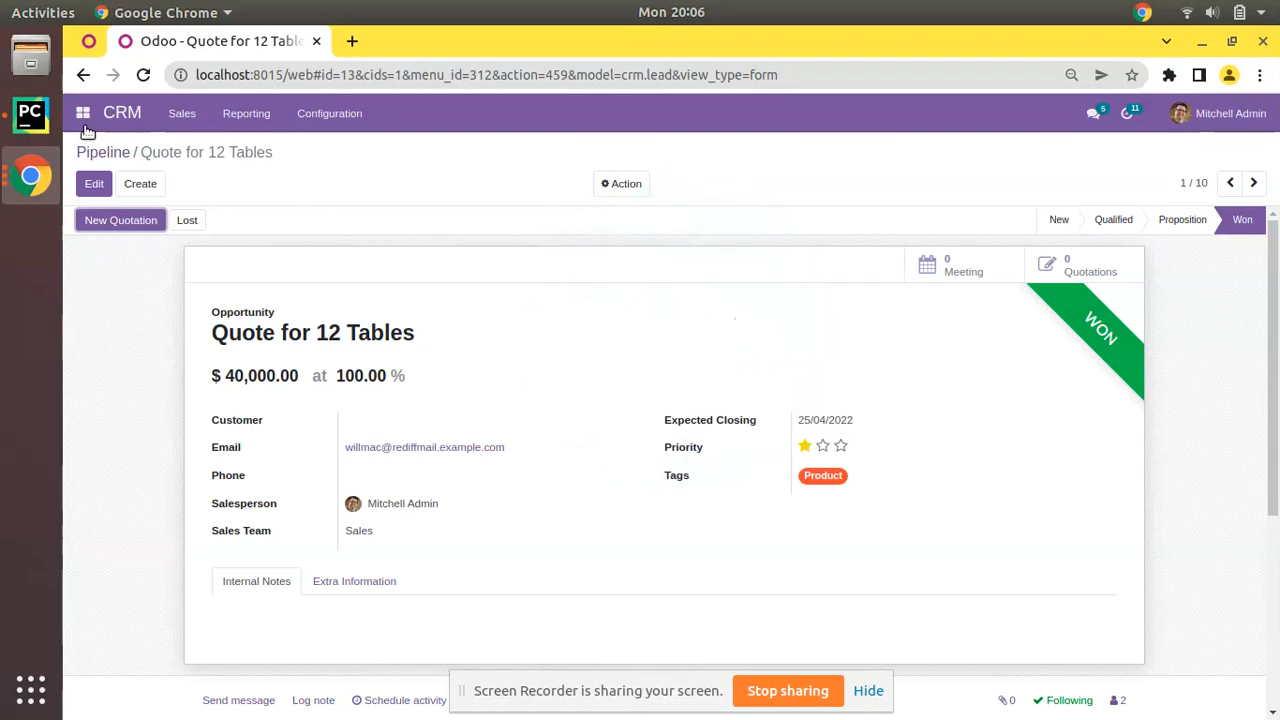 Activities Google Chrome Mon 20:06
Odoo - Quote for 12 Table
localhost:8015/web#id=13&cids=1&menu_id=312&action=459&model=crm.lead&view_type=form
PC
CRM Sales Reporting Configuration 5 11 Mitchell Admin
Pipeline / Quote for 12 Tables
Edit Create Action 1 / 10
New Quotation Lost New Qualified Proposition Won
0 Meeting
0 Quotations
WON
Opportunity
Quote for 12 Tables
$ 40,000.00 at 100.00 %
Customer Expected Closing 25/04/2022
Email willmac@rediffmail.example.com Priority
Phone Tags Product
Salesperson Mitchell Admin
Sales Team Sales
Internal Notes Extra Information
Screen Recorder is sharing your screen. Stop sharing Hide
Send message Log note Schedule activity 0 Following 2